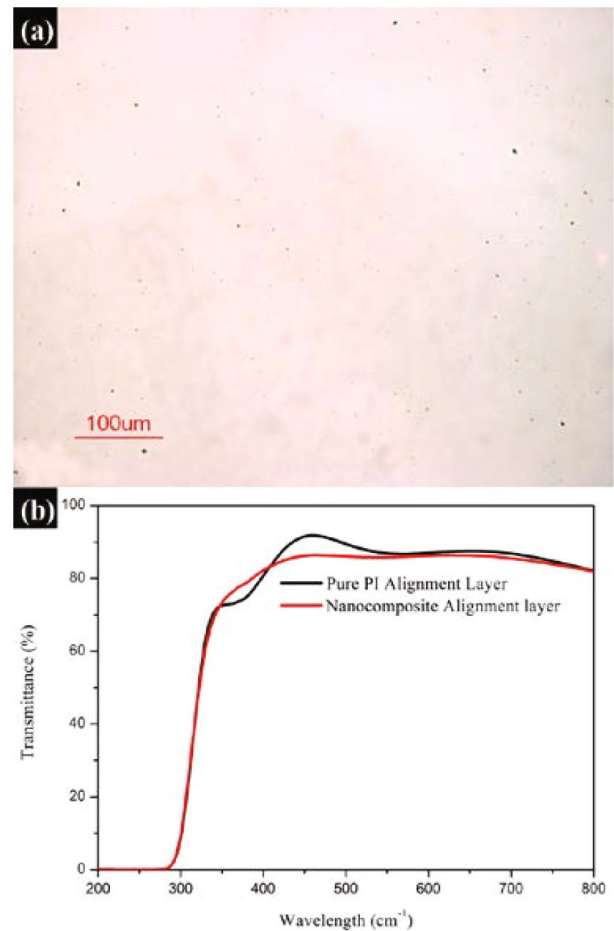 (a)
100um
(b)
100
80
60
40
20
0
Transmittance (%)
Pure PI Alignment Layer
Nanocomposite Alignment layer
200 300 400 500 600 700 800
Wavelength (cm⁻¹)